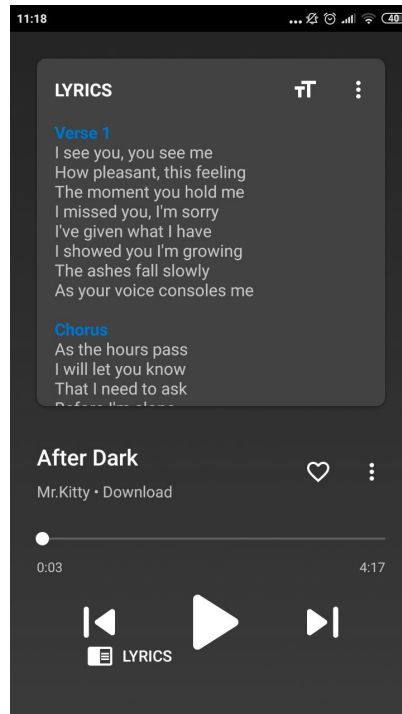 11:18
... 40
LYRICS
Verse 1
I see you, you see me
How pleasant, this feeling
The moment you hold me
I missed you, I'm sorry
I've given what I have
I showed you I'm growing
The ashes fall slowly
As your voice consoles me
Chorus
As the hours pass
I will let you know
That I need to ask
Before I'm alone
After Dark
Mr.Kitty • Download
0:03 4:17
LYRICS